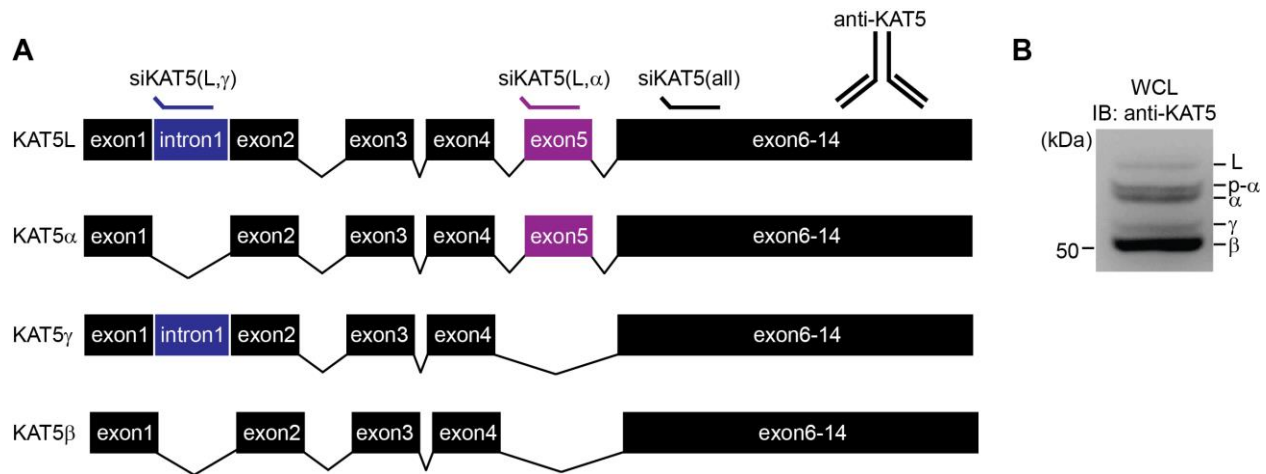 A
siKAT5(L,γ)
siKAT5(L,α)
siKAT5(all)
anti-KAT5
KAT5L
exon1
intron1
exon2
exon3
exon4
exon5
exon6-14
KAT5α
exon1
exon2
exon3
exon4
exon5
exon6-14
KAT5γ
exon1
intron1
exon2
exon3
exon4
exon6-14
KAT5β
exon1
exon2
exon3
exon4
exon6-14
B
WCL
IB: anti-KAT5
(kDa)
L
p-α
α
γ
β
50